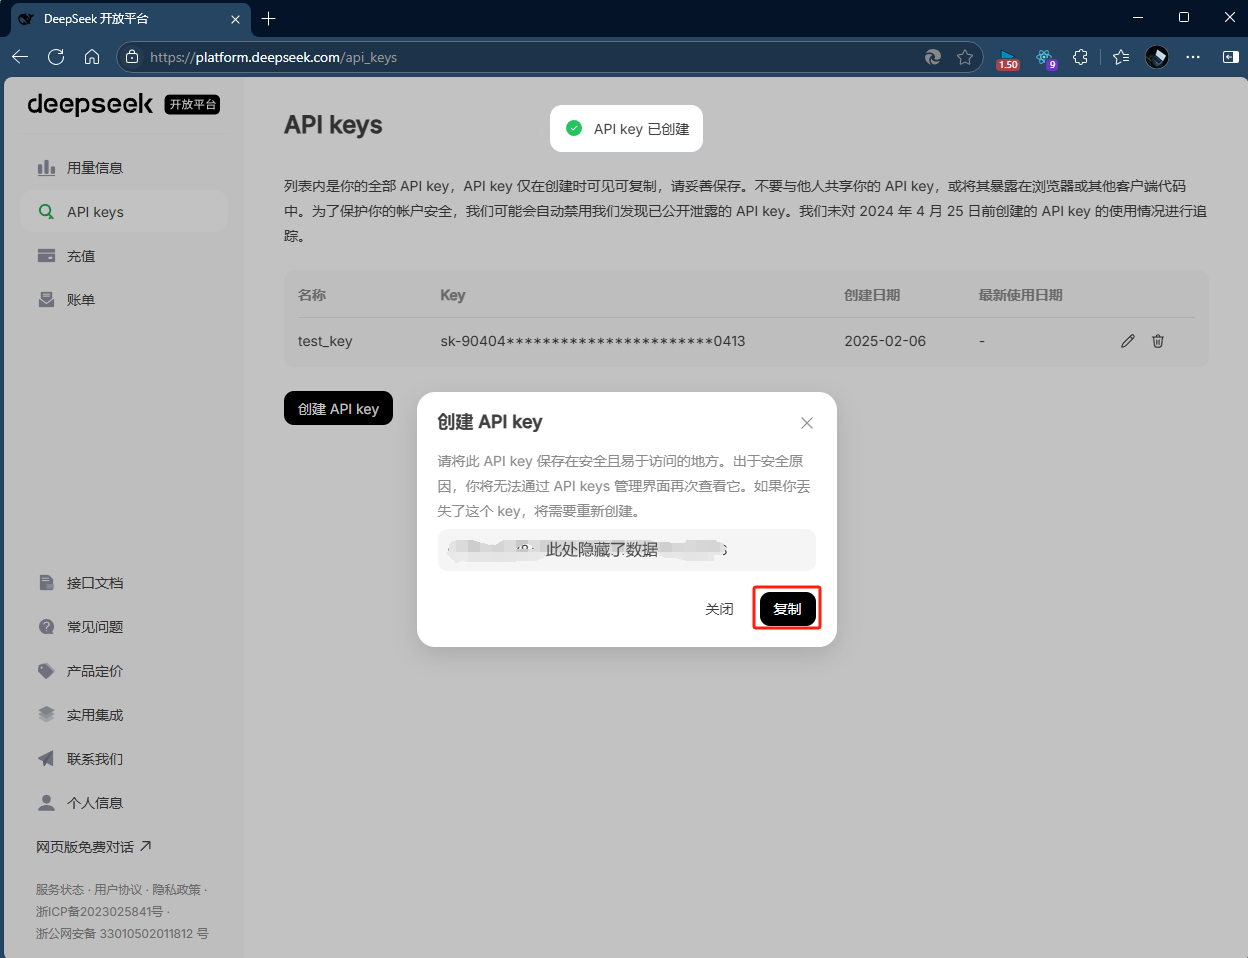 DeepSeek 开放平台
https://platform.deepseek.com/api_keys
1.50
9
deepseek 开放平台
用量信息
API keys
充值
账单
接口文档
常见问题
产品定价
实用集成
联系我们
个人信息
网页版免费对话
服务状态 · 用户协议 · 隐私政策 ·
浙ICP备2023025841号 ·
浙公网安备 33010502011812 号
API keys
API key 已创建
列表内是你的全部 API key，API key 仅在创建时可见可复制，请妥善保存。不要与他人共享你的 API key，或将其暴露在浏览器或其他客户端代码
中。为了保护你的帐户安全，我们可能会自动禁用我们发现已公开泄露的 API key。我们未对 2024 年 4 月 25 日前创建的 API key 的使用情况进行追
踪。
名称 Key 创建日期 最新使用日期
test_key sk-90404***********************0413 2025-02-06 -
创建 API key
创建 API key
请将此 API key 保存在安全且易于访问的地方。出于安全原
因，你将无法通过 API keys 管理界面再次查看它。如果你丢
失了这个 key，将需要重新创建。
此处隐藏了数据
关闭 复制